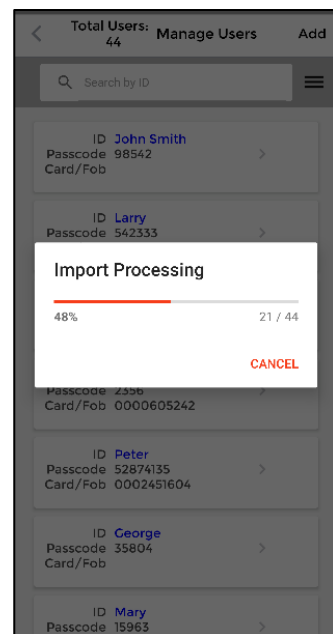 Total Users:
44
Manage Users
Add
Search by ID
ID John Smith
Passcode 98542
Card/Fob
ID Larry
Passcode 542333
Import Processing
48%
21 / 44
CANCEL
Passcode 2356
Card/Fob 0000605242
ID Peter
Passcode 52874135
Card/Fob 0002451604
ID George
Passcode 35804
Card/Fob
ID Mary
Passcode 15963